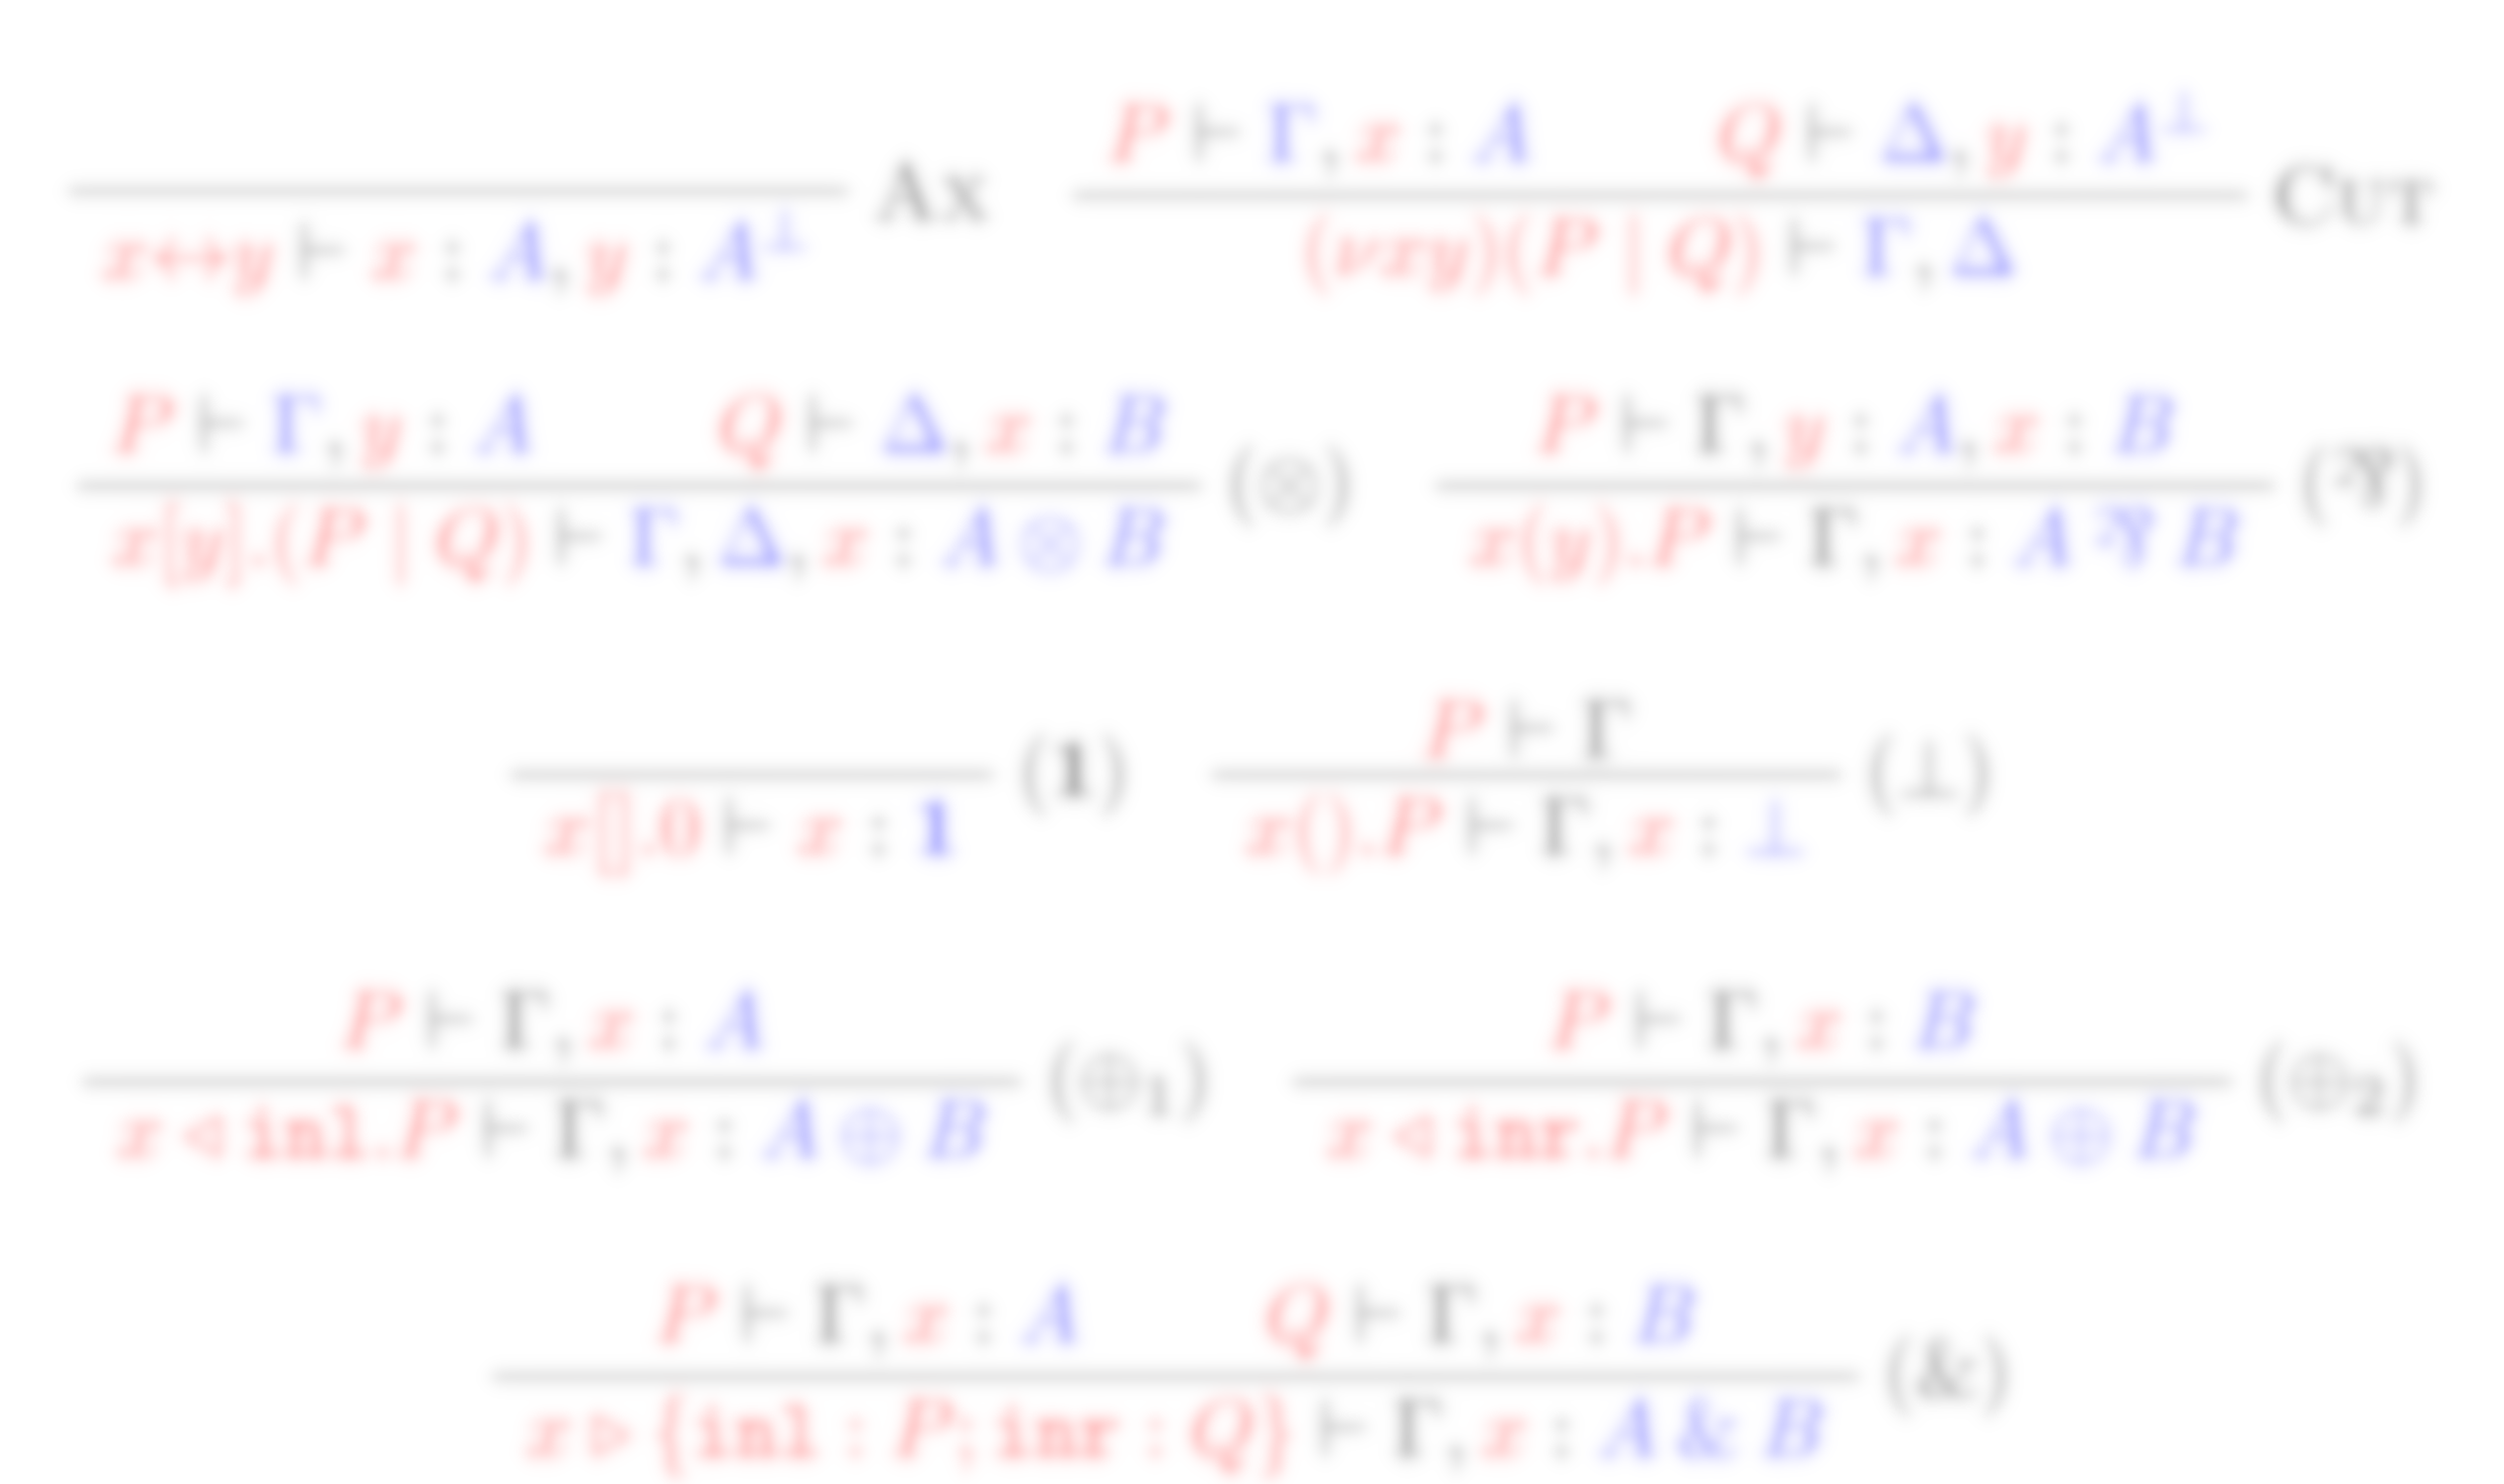 P ⊢ Γ, x : A Q ⊢ Δ, y : A⊥
Ax Cut
x↔y ⊢ x : A, y : A⊥ (νxy)(P | Q) ⊢ Γ, Δ
P ⊢ Γ, y : A Q ⊢ Δ, x : B P ⊢ Γ, y : A, x : B
(⊗) (⅋)
x[y].(P | Q) ⊢ Γ, Δ, x : A ⊗ B x(y).P ⊢ Γ, x : A ⅋ B
P ⊢ Γ
(1) (⊥)
x[].0 ⊢ x : 1 x().P ⊢ Γ, x : ⊥
P ⊢ Γ, x : A P ⊢ Γ, x : B
(⊕₁) (⊕₂)
x ◁ inl.P ⊢ Γ, x : A ⊕ B x ◁ inr.P ⊢ Γ, x : A ⊕ B
P ⊢ Γ, x : A Q ⊢ Γ, x : B
(&)
x ▷ {inl : P; inr : Q} ⊢ Γ, x : A & B